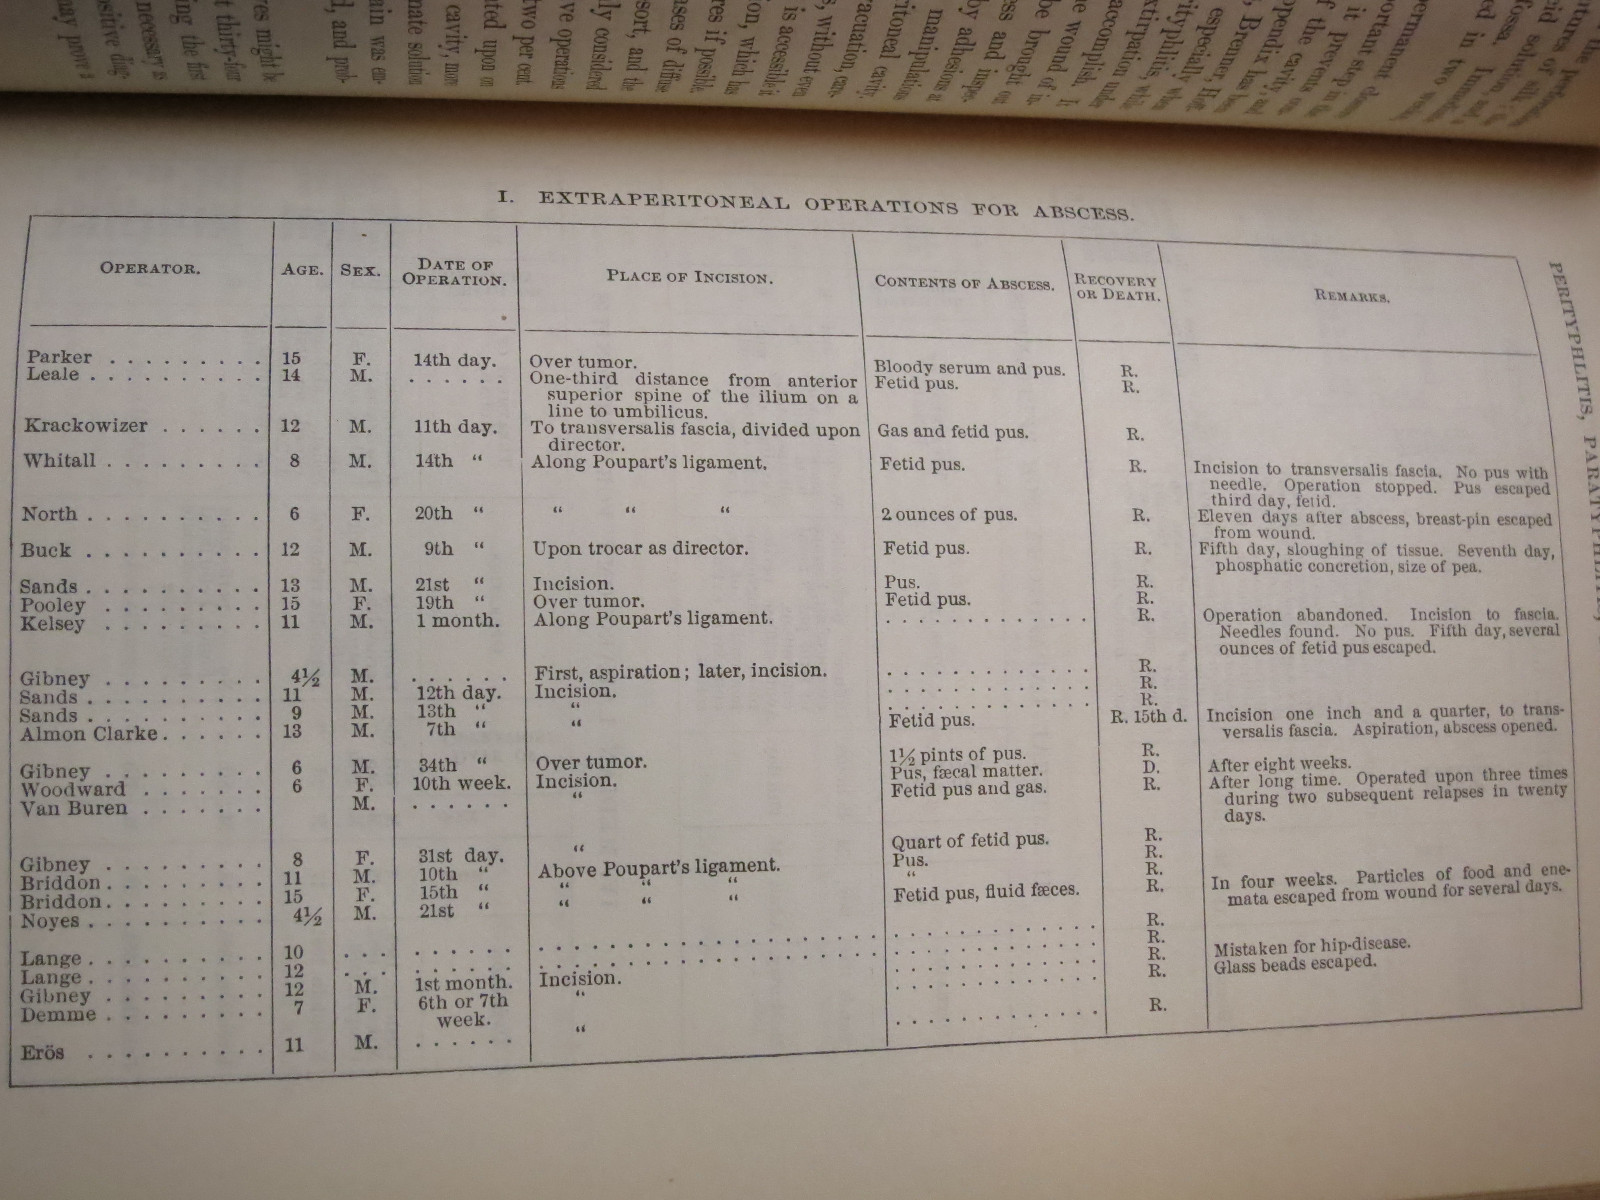 I. EXTRAPERITONEAL OPERATIONS FOR ABSCESS.
OPERATOR. AGE. SEX. DATE OF OPERATION. PLACE OF INCISION. CONTENTS OF ABSCESS. RECOVERY OR DEATH. REMARKS.
Parker . . . . . . . . . 15 F. 14th day. Over tumor. Bloody serum and pus. R.
Leale . . . . . . . . . . 14 M. . . . . . . One-third distance from anterior Fetid pus. R.
superior spine of the ilium on a
line to umbilicus.
Krackowizer . . . . . . 12 M. 11th day. To transversalis fascia, divided upon Gas and fetid pus. R.
director.
Whitall . . . . . . . . . 8 M. 14th “ Along Poupart's ligament. Fetid pus. R. Incision to transversalis fascia. No pus with
needle. Operation stopped. Pus escaped
third day, fetid.
North . . . . . . . . . . 6 F. 20th “ “ “ “ 2 ounces of pus. R. Eleven days after abscess, breast-pin escaped
from wound.
Buck . . . . . . . . . . 12 M. 9th “ Upon trocar as director. Fetid pus. R. Fifth day, sloughing of tissue. Seventh day,
phosphatic concretion, size of pea.
Sands . . . . . . . . . . 13 M. 21st “ Incision. Pus. R.
Pooley . . . . . . . . . 15 F. 19th “ Over tumor. Fetid pus. R.
Kelsey . . . . . . . . . 11 M. 1 month. Along Poupart's ligament. . . . . . . . . . . . . R. Operation abandoned. Incision to fascia.
Needles found. No pus. Fifth day, several
ounces of fetid pus escaped.
Gibney . . . . . . . . . 4½ M. . . . . . . First, aspiration; later, incision. . . . . . . . . . . . . R.
Sands . . . . . . . . . . 11 M. 12th day. Incision. . . . . . . . . . . . . R.
Sands . . . . . . . . . . 9 M. 13th “ “ . . . . . . . . . . . . R.
Almon Clarke . . . . . . 13 M. 7th “ “ Fetid pus. R. 15th d. Incision one inch and a quarter, to trans-
versalis fascia. Aspiration, abscess opened.
Gibney . . . . . . . . . 6 M. 34th “ Over tumor. 1½ pints of pus. R.
Woodward . . . . . . . 6 F. 10th week. Incision. Pus, fæcal matter. D. After eight weeks.
Van Buren . . . . . . . M. . . . . . . “ Fetid pus and gas. R. After long time. Operated upon three times
during two subsequent relapses in twenty
days.
Gibney . . . . . . . . . 8 F. 31st day. “ Quart of fetid pus. R.
Briddon . . . . . . . . . 11 M. 10th “ Above Poupart's ligament. Pus. R.
Briddon . . . . . . . . . 15 F. 15th “ “ “ “ “ R.
Noyes . . . . . . . . . . 4½ M. 21st “ “ “ “ Fetid pus, fluid fæces. R. In four weeks. Particles of food and ene-
mata escaped from wound for several days.
Lange . . . . . . . . . . 10 . . . . . . . . . . . . . . . . . . . . . . . . . . . . . . . . . R.
Lange . . . . . . . . . . 12 . . . . . . . . . . . . . . . . . . . . . . . . . . . . . . . . . R.
Gibney . . . . . . . . . 12 M. 1st month. Incision. . . . . . . . . . . . . R. Mistaken for hip-disease.
Demme . . . . . . . . . 7 F. 6th or 7th “ . . . . . . . . . . . . R. Glass beads escaped.
week.
Erös . . . . . . . . . . 11 M. . . . . . . “ . . . . . . . . . . . . R.
PERITYPHLITIS,